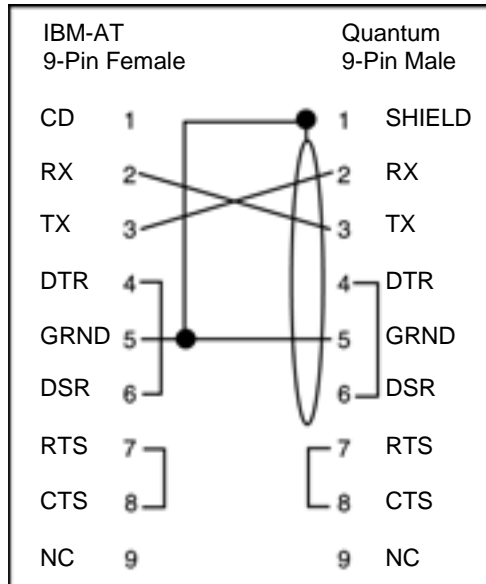 IBM-AT Quantum
9-Pin Female 9-Pin Male
CD 1 1 SHIELD
RX 2 2 RX
TX 3 3 TX
DTR 4 4 DTR
GRND 5 5 GRND
DSR 6 6 DSR
RTS 7 7 RTS
CTS 8 8 CTS
NC 9 9 NC